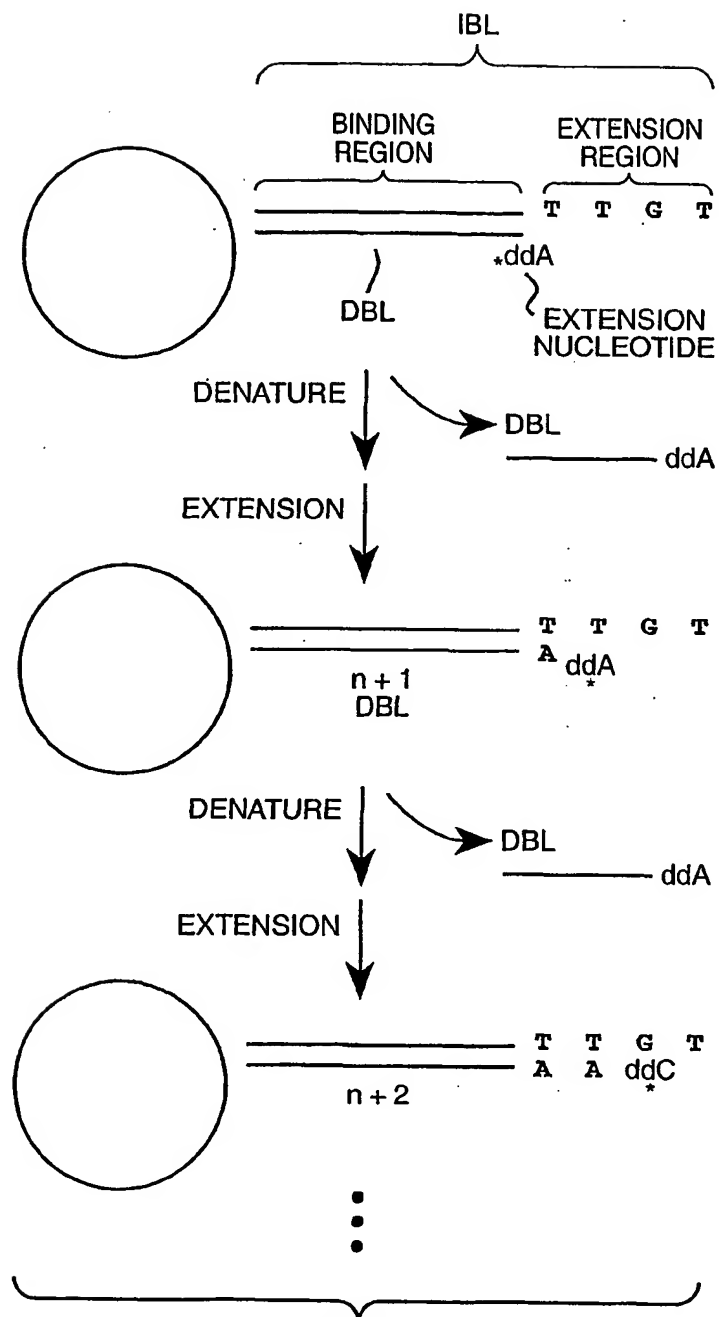 IBL
BINDING REGION
EXTENSION REGION
T T G T
*ddA
DBL
EXTENSION NUCLEOTIDE
DENATURE
DBL
ddA
EXTENSION
T T G T
A ddA
*
n + 1
DBL
DENATURE
DBL
ddA
EXTENSION
T T G T
A A ddC
*
n + 2